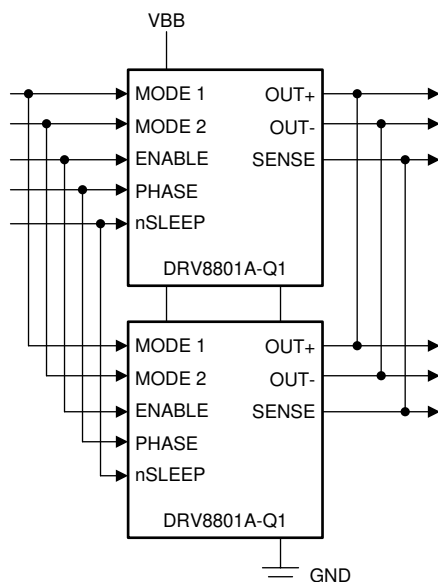 VBB
MODE 1
OUT+
MODE 2
OUT-
ENABLE
SENSE
PHASE
nSLEEP
DRV8801A-Q1
MODE 1
OUT+
MODE 2
OUT-
ENABLE
SENSE
PHASE
nSLEEP
DRV8801A-Q1
GND